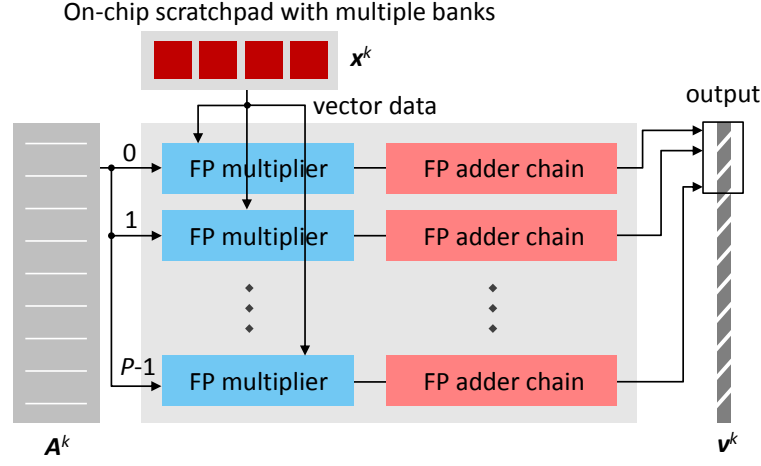 On-chip scratchpad with multiple banks
x^k
vector data
output
0
FP multiplier
FP adder chain
1
FP multiplier
FP adder chain
P-1
FP multiplier
FP adder chain
A^k
v^k